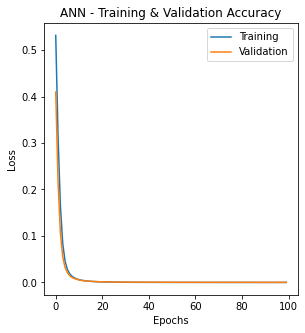 ANN - Training & Validation Accuracy
Training
Validation
Loss
0.5
0.4
0.3
0.2
0.1
0.0
0 20 40 60 80 100
Epochs